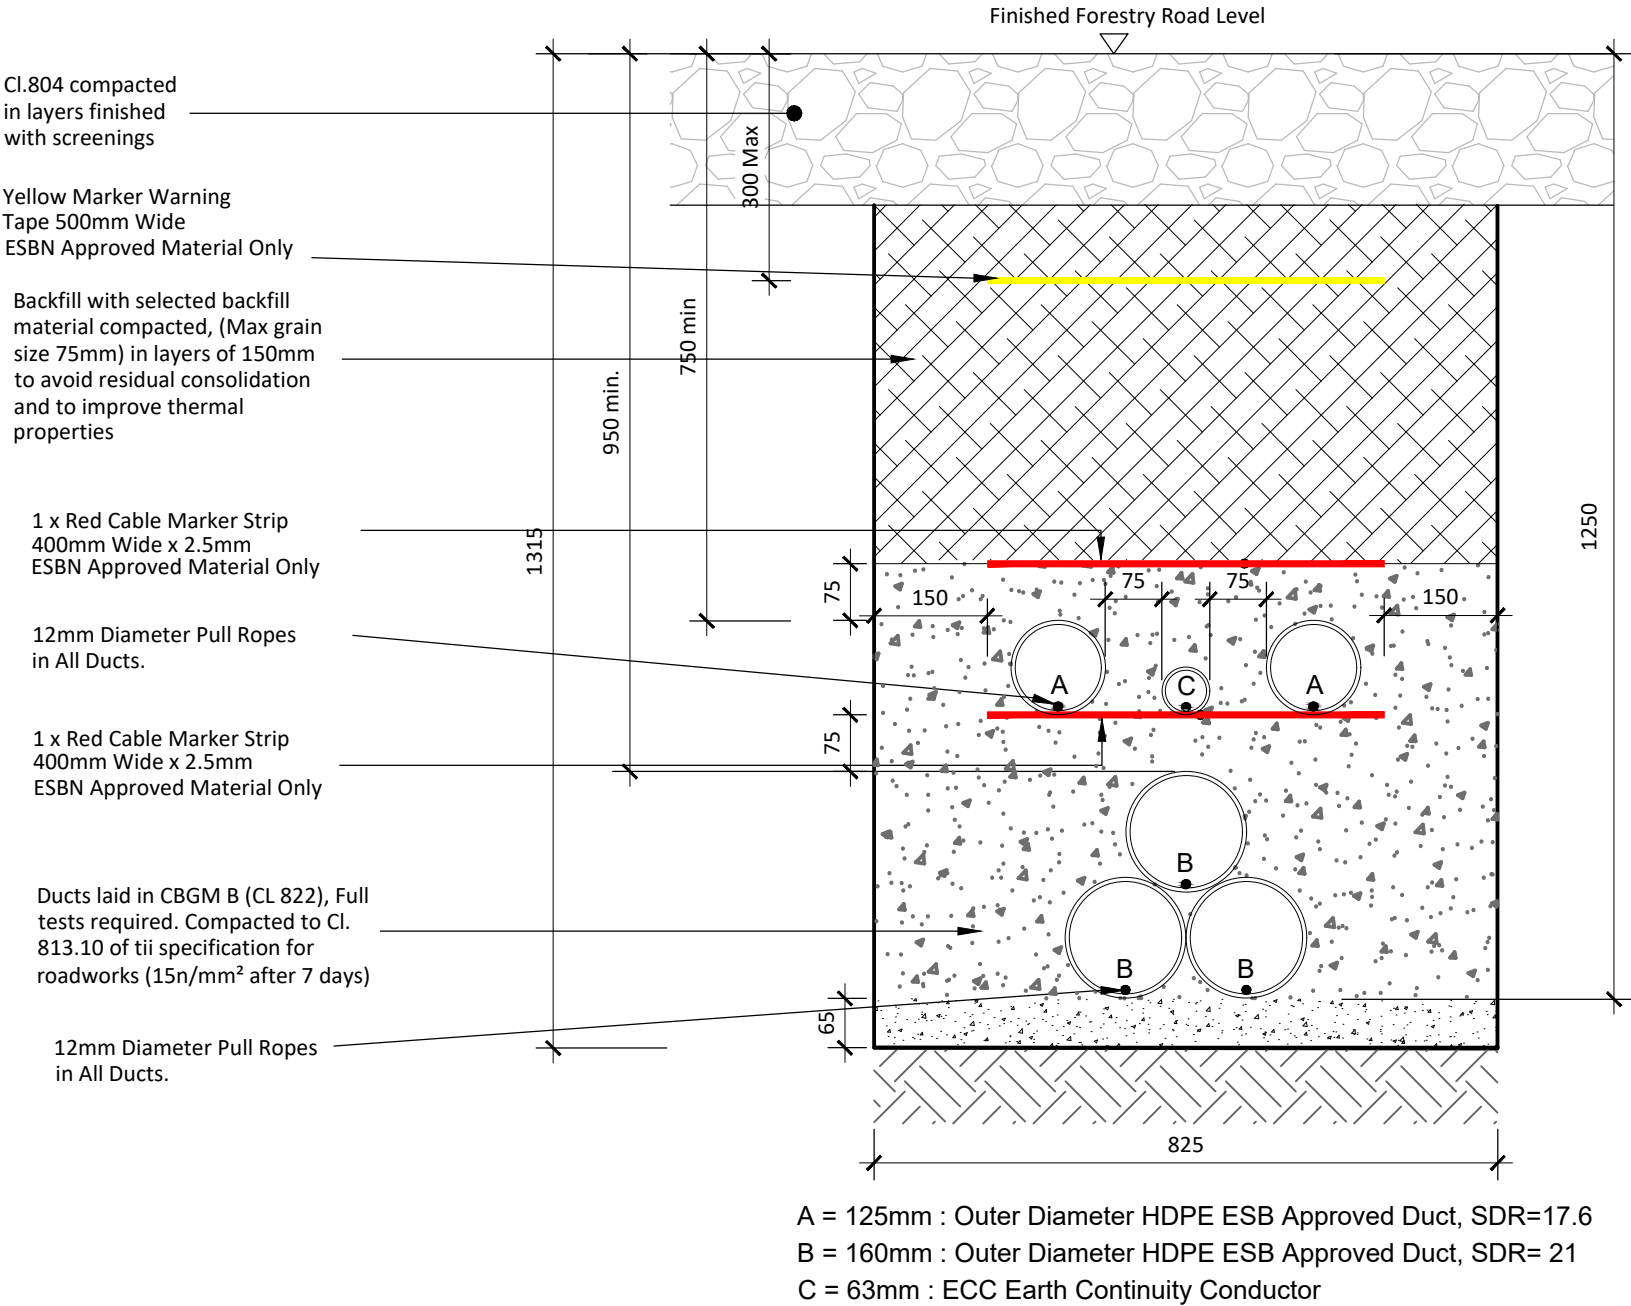 Finished Forestry Road Level
Cl.804 compacted
in layers finished
with screenings
300 Max
Yellow Marker Warning
Tape 500mm Wide
ESBN Approved Material Only
Backfill with selected backfill
material compacted, (Max grain
size 75mm) in layers of 150mm
to avoid residual consolidation
and to improve thermal
properties
750 min
950 min.
1315
1250
1 x Red Cable Marker Strip
400mm Wide x 2.5mm
ESBN Approved Material Only
75
150
75
75
150
12mm Diameter Pull Ropes
in All Ducts.
A
C
A
1 x Red Cable Marker Strip
400mm Wide x 2.5mm
ESBN Approved Material Only
75
B
Ducts laid in CBGM B (CL 822), Full
tests required. Compacted to Cl.
813.10 of tii specification for
roadworks (15n/mm² after 7 days)
B
B
65
12mm Diameter Pull Ropes
in All Ducts.
825
A = 125mm : Outer Diameter HDPE ESB Approved Duct, SDR=17.6
B = 160mm : Outer Diameter HDPE ESB Approved Duct, SDR= 21
C = 63mm : ECC Earth Continuity Conductor